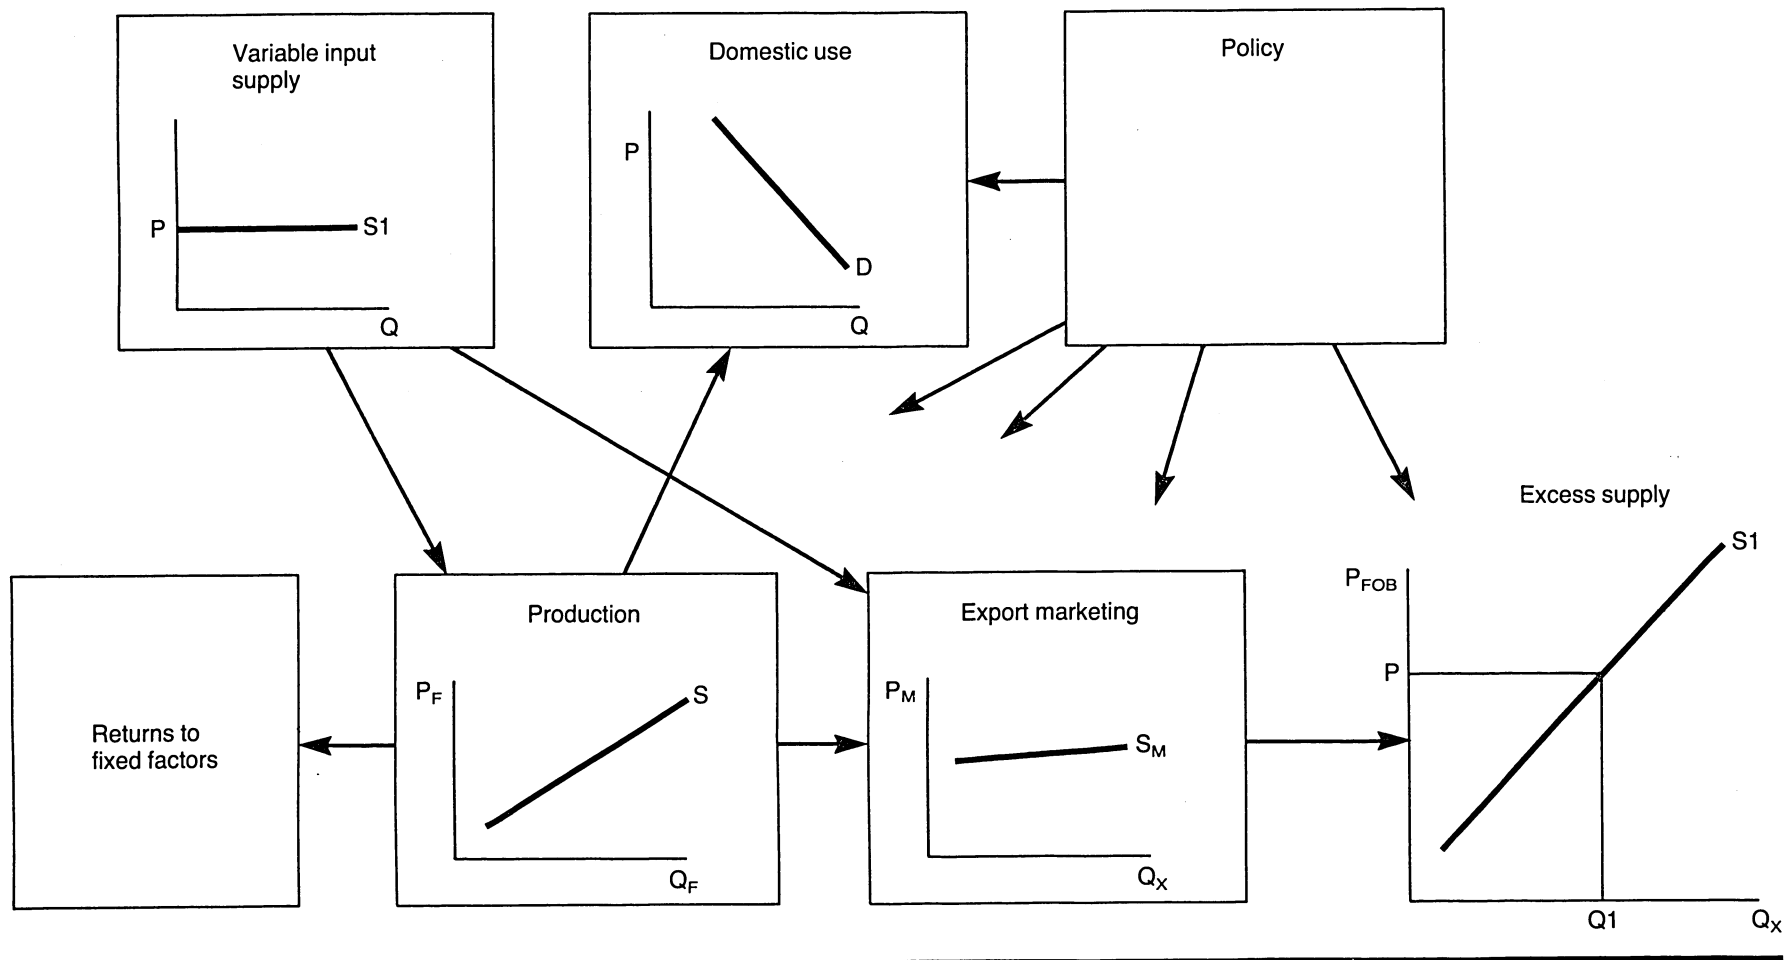 Variable input
supply
P
S1
Q
Domestic use
P
D
Q
Policy
Returns to
fixed factors
Production
PF
S
QF
Export marketing
PM
SM
QX
Excess supply
S1
PFOB
P
Q1
QX